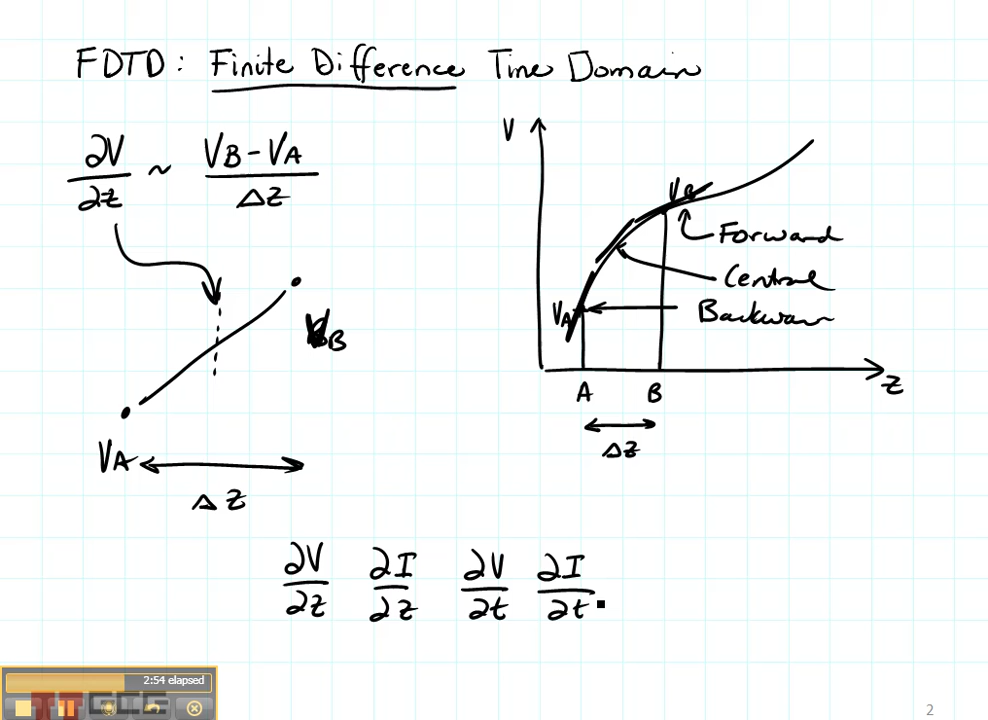 FDTD: Finite Difference Time Domain
∂V/∂z ~ (VB - VA)/Δz
V
VB
Forward
Central
VA
Backwar
VB
A B
z
Δz
VA
Δz
∂V/∂z ∂I/∂z ∂V/∂t ∂I/∂t
2:54 elapsed
2